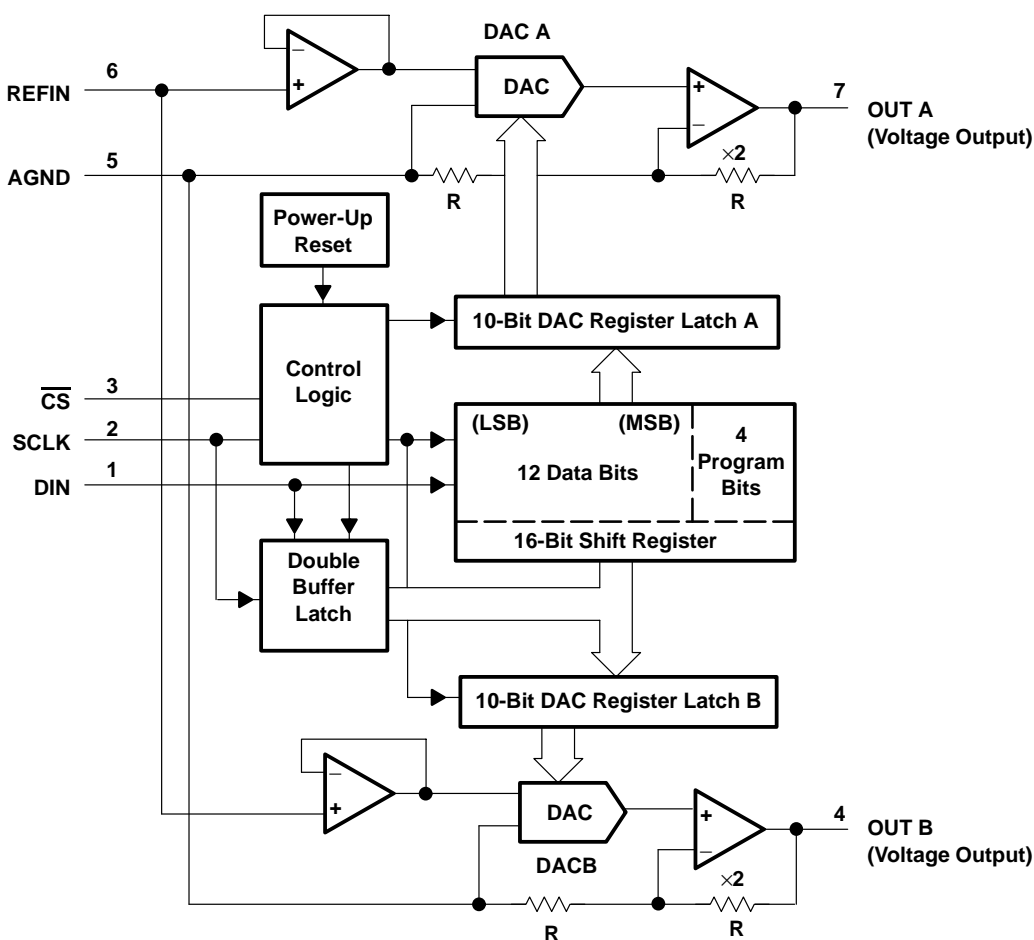 DAC A
6
REFIN
−
+
DAC
+
−
7
OUT A
(Voltage Output)
5
AGND
R
×2
R
Power-Up
Reset
10-Bit DAC Register Latch A
Control
Logic
3
CS
2
SCLK
1
DIN
(LSB)
(MSB)
12 Data Bits
4
Program
Bits
16-Bit Shift Register
Double
Buffer
Latch
10-Bit DAC Register Latch B
−
+
DAC
DACB
+
−
4
OUT B
(Voltage Output)
R
×2
R